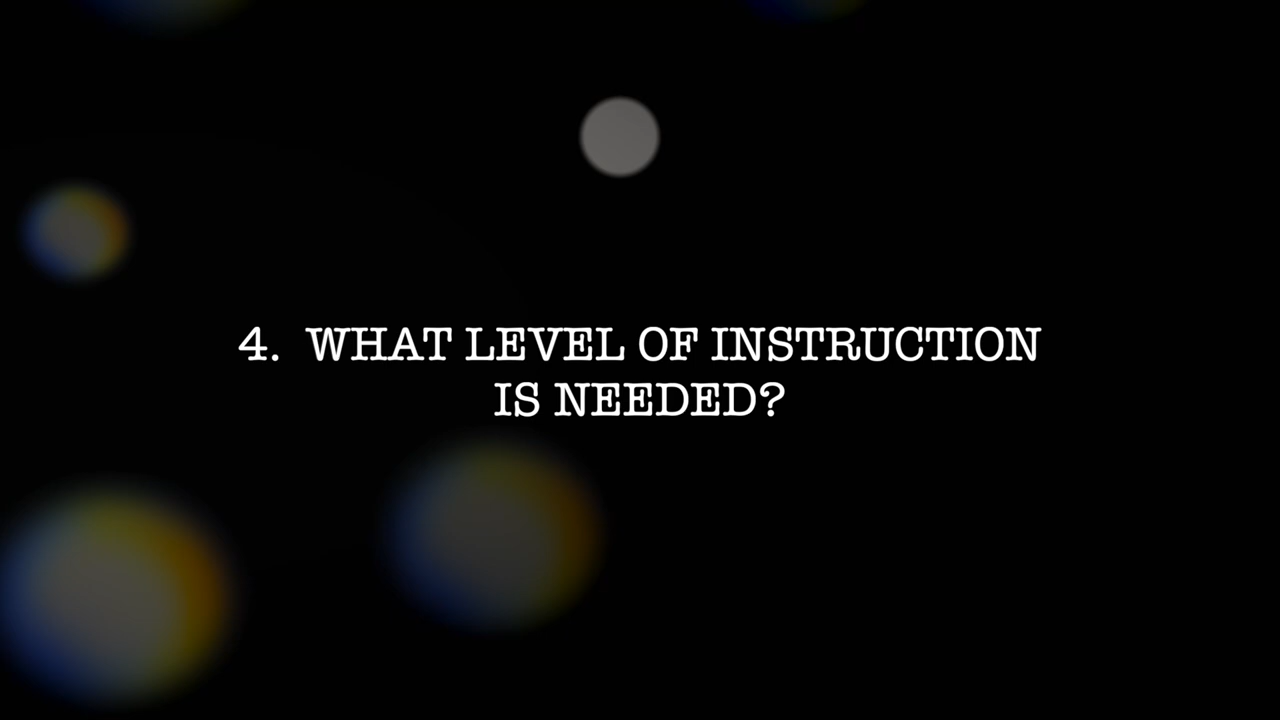 4. WHAT LEVEL OF INSTRUCTION
IS NEEDED?